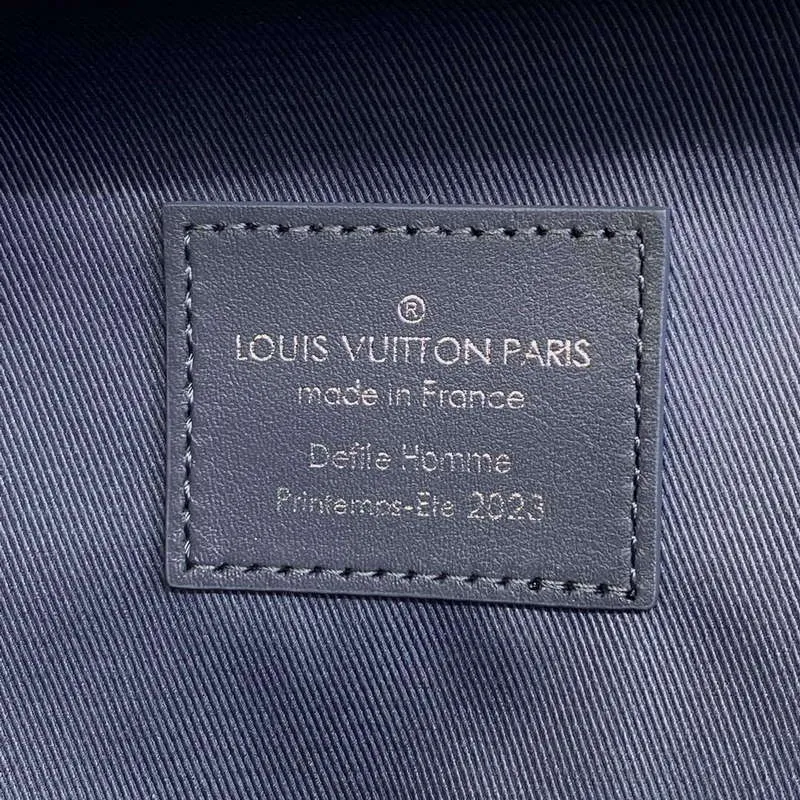 ®
LOUIS VUITTON PARIS
made in France
Defile Homme
Printemps-Ete 2023